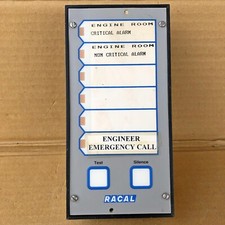 ENGINE ROOM
CRITICAL ALARM
ENGINE ROOM
NON CRITICAL ALARM
ENGINEER
EMERGENCY CALL
Test
Silence
RACAL